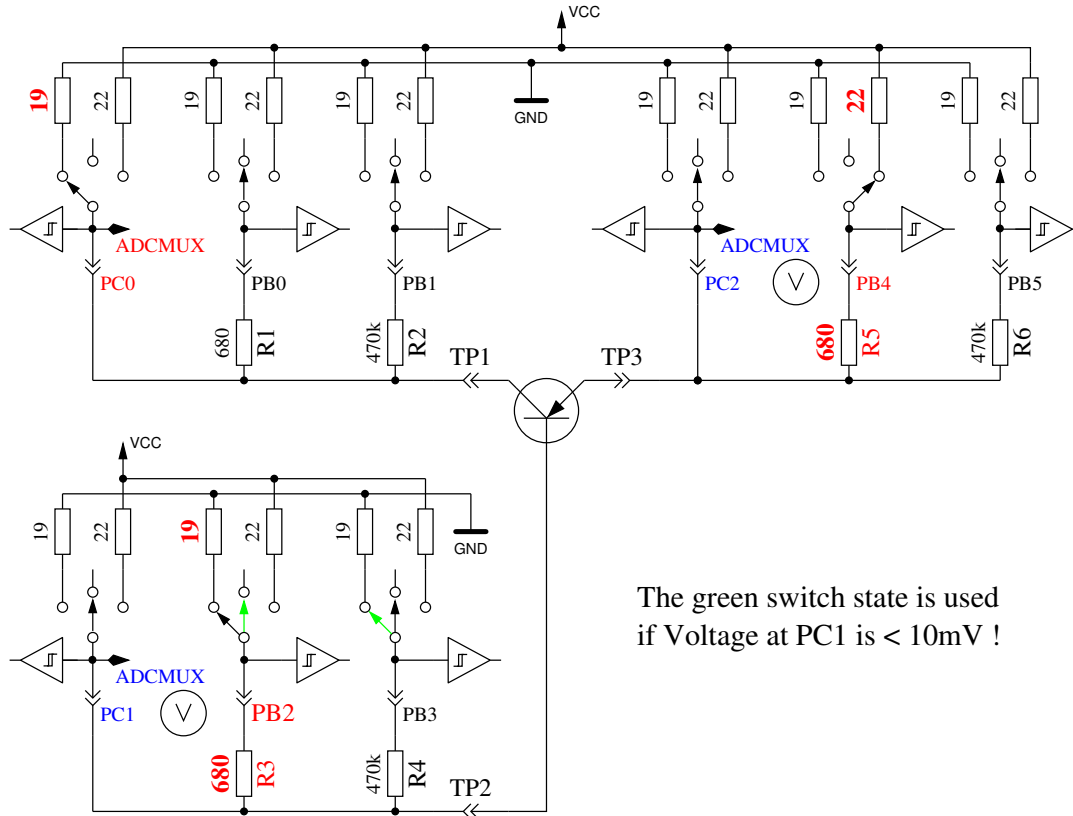 VCC
19
22
19
22
19
22
GND
19
22
19
22
19
22
ADCMUX
ADCMUX
PC0
PB0
PB1
PC2
V
PB4
PB5
680
R1
470k
R2
680
R5
470k
R6
TP1
TP3
VCC
19
22
19
22
19
22
GND
The green switch state is used
if Voltage at PC1 is < 10mV !
ADCMUX
PC1
V
PB2
PB3
680
R3
470k
R4
TP2